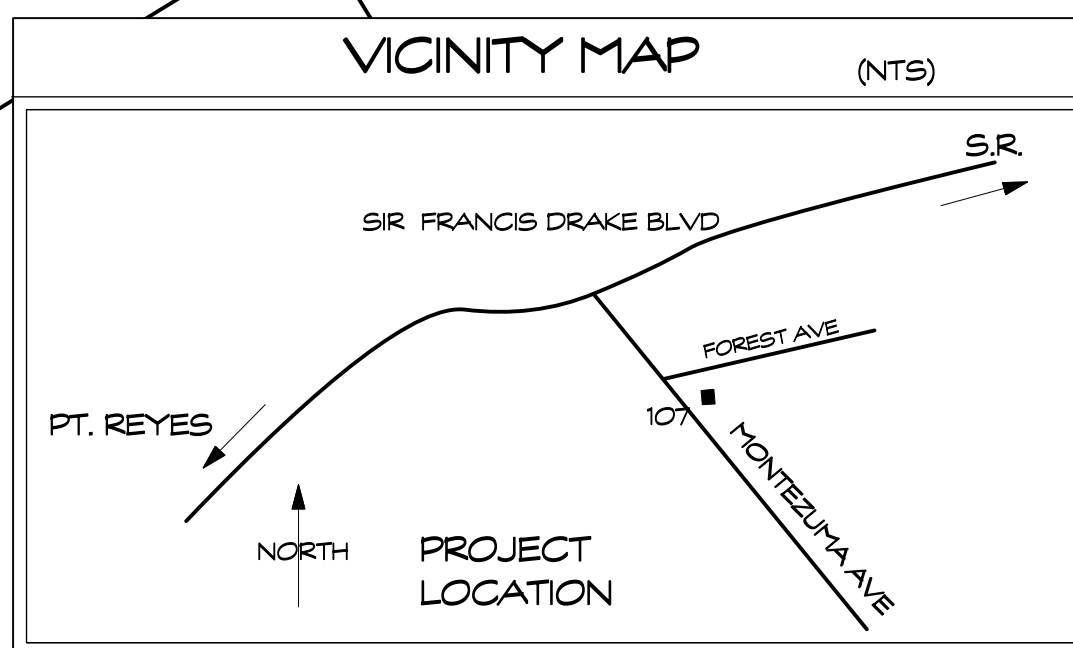 VICINITY MAP
(NTS)
S.R.
SIR FRANCIS DRAKE BLVD
FOREST AVE
107
PT. REYES
MONTEZUMA AVE
NORTH
PROJECT
LOCATION